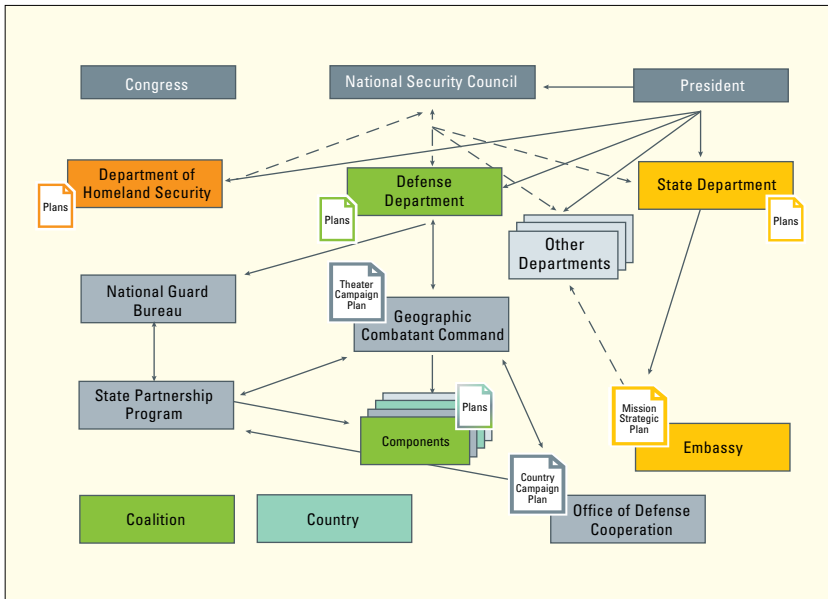 Congress
National Security Council
President
Department of
Homeland Security
Plans
Defense
Department
Plans
State Department
Plans
Other
Departments
National Guard
Bureau
Theater
Campaign
Plan
Geographic
Combatant Command
State Partnership
Program
Plans
Components
Mission
Strategic
Plan
Embassy
Country
Campaign
Plan
Office of Defense
Cooperation
Coalition
Country